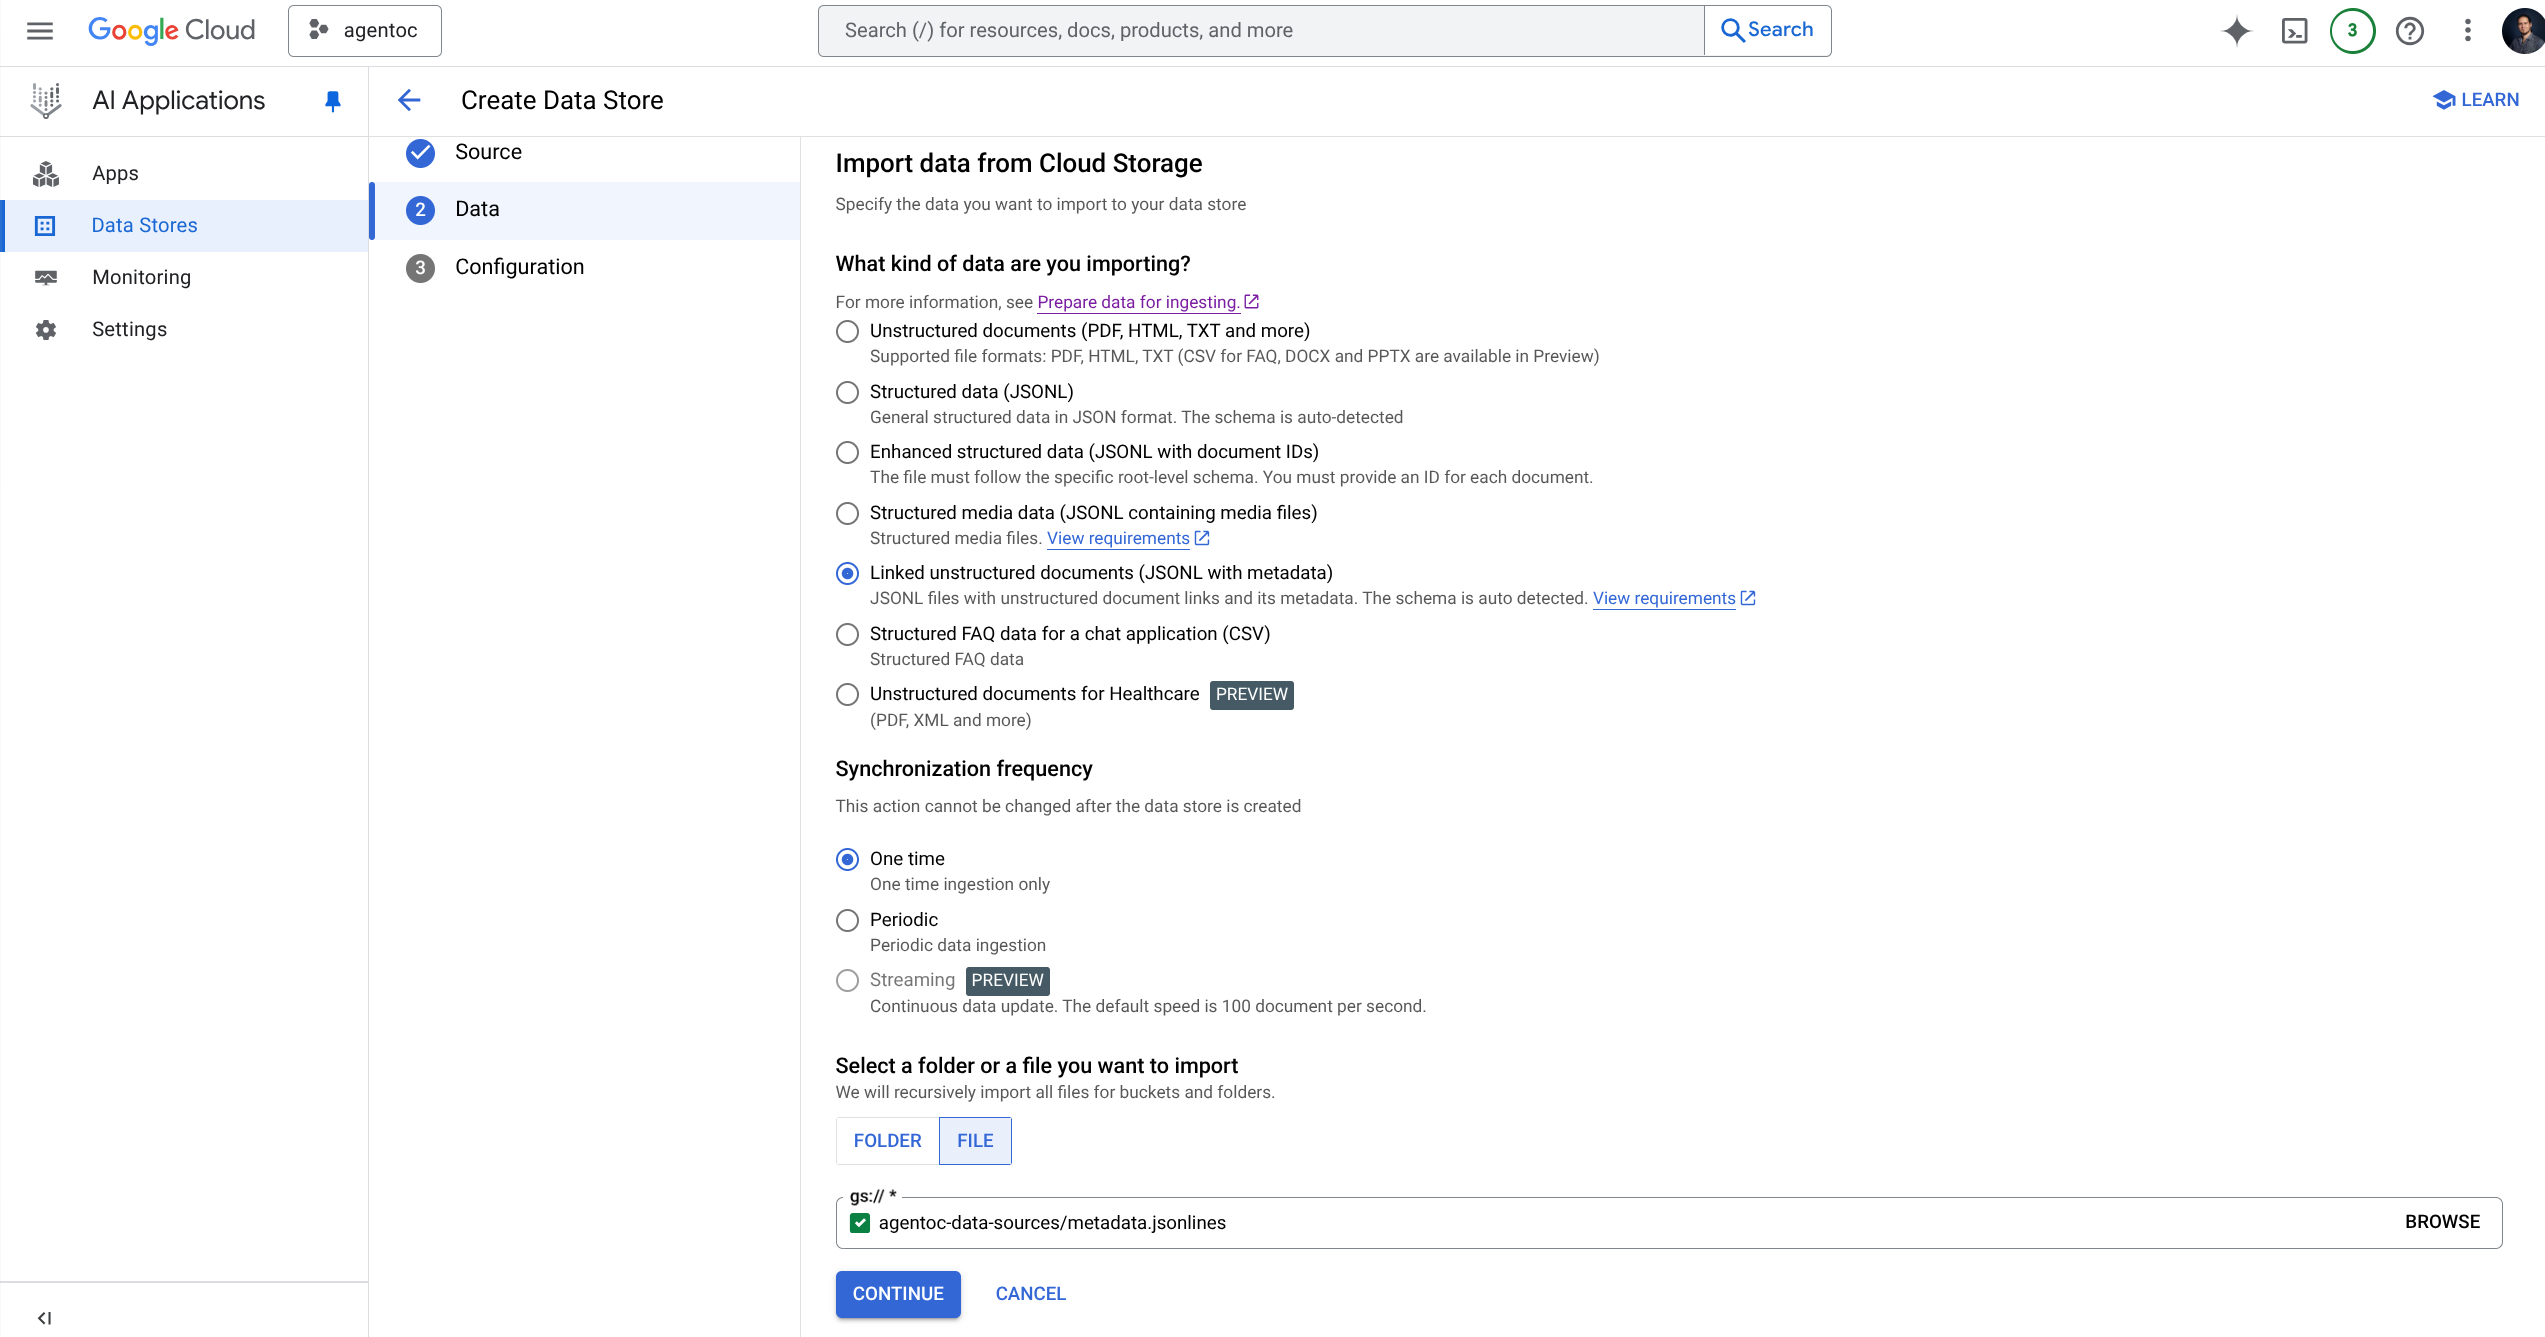 Google Cloud
agentoc
Search (/) for resources, docs, products, and more
Search
3
AI Applications
Create Data Store
LEARN
Apps
Data Stores
Monitoring
Settings
Source
2 Data
3 Configuration
Import data from Cloud Storage
Specify the data you want to import to your data store
What kind of data are you importing?
For more information, see Prepare data for ingesting.
Unstructured documents (PDF, HTML, TXT and more)
Supported file formats: PDF, HTML, TXT (CSV for FAQ, DOCX and PPTX are available in Preview)
Structured data (JSONL)
General structured data in JSON format. The schema is auto-detected
Enhanced structured data (JSONL with document IDs)
The file must follow the specific root-level schema. You must provide an ID for each document.
Structured media data (JSONL containing media files)
Structured media files. View requirements
Linked unstructured documents (JSONL with metadata)
JSONL files with unstructured document links and its metadata. The schema is auto detected. View requirements
Structured FAQ data for a chat application (CSV)
Structured FAQ data
Unstructured documents for Healthcare PREVIEW
(PDF, XML and more)
Synchronization frequency
This action cannot be changed after the data store is created
One time
One time ingestion only
Periodic
Periodic data ingestion
Streaming PREVIEW
Continuous data update. The default speed is 100 document per second.
Select a folder or a file you want to import
We will recursively import all files for buckets and folders.
FOLDER FILE
gs:// *
agentoc-data-sources/metadata.jsonlines
BROWSE
CONTINUE CANCEL